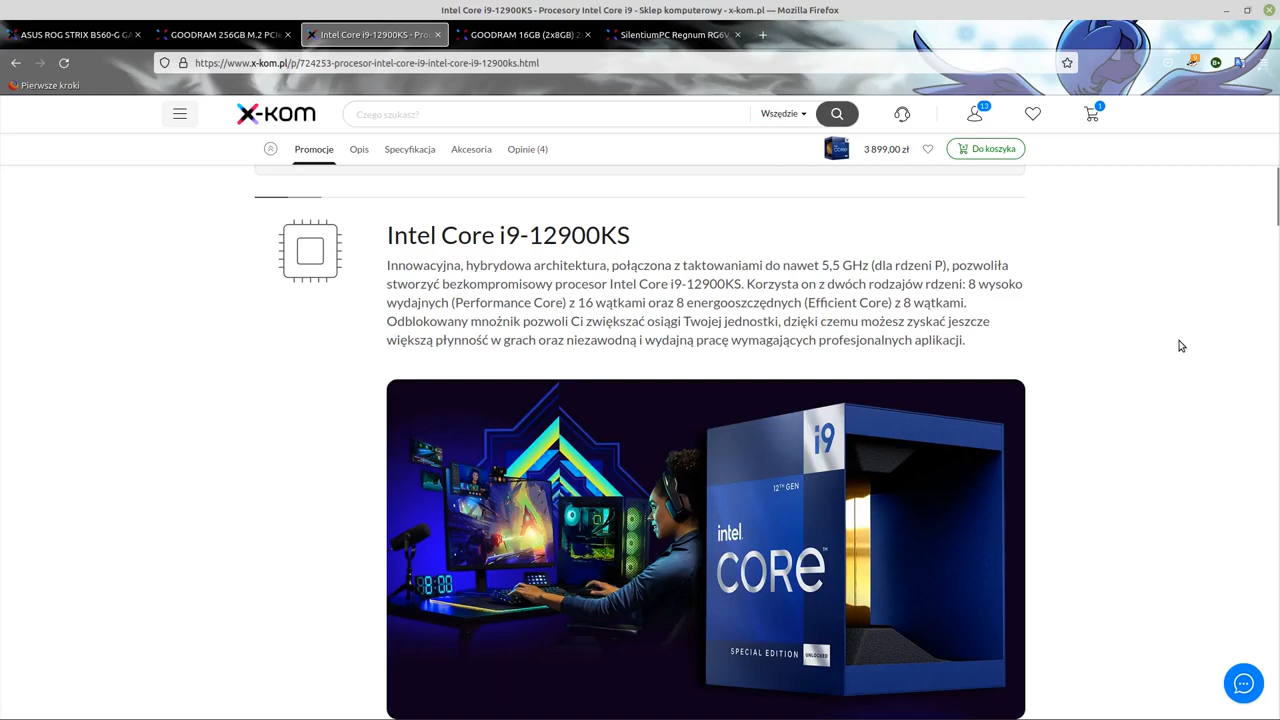 Intel Core i9-12900KS - Procesory Intel Core i9 - Sklep komputerowy - x-kom.pl — Mozilla Firefox
ASUS ROG STRIX B560-G GA
GOODRAM 256GB M.2 PCIe
Intel Core i9-12900KS - Proc
GOODRAM 16GB (2x8GB) 2
SilentiumPC Regnum RG6V
https://www.x-kom.pl/p/724253-procesor-intel-core-i9-intel-core-i9-12900ks.html
Pierwsze kroki
x-kom
Czego szukasz?
Wszędzie
13
1
Promocje
Opis
Specyfikacja
Akcesoria
Opinie (4)
3 899,00 zł
Do koszyka
Intel Core i9-12900KS
Innowacyjna, hybrydowa architektura, połączona z taktowaniami do nawet 5,5 GHz (dla rdzeni P), pozwoliła
stworzyć bezkompromisowy procesor Intel Core i9-12900KS. Korzysta on z dwóch rodzajów rdzeni: 8 wysoko
wydajnych (Performance Core) z 16 wątkami oraz 8 energooszczędnych (Efficient Core) z 8 wątkami.
Odblokowany mnożnik pozwoli Ci zwiększać osiągi Twojej jednostki, dzięki czemu możesz zyskać jeszcze
większą płynność w grach oraz niezawodną i wydajną pracę wymagających profesjonalnych aplikacji.
i9
12TH GEN
intel
CORE™
SPECIAL EDITION
UNLOCKED